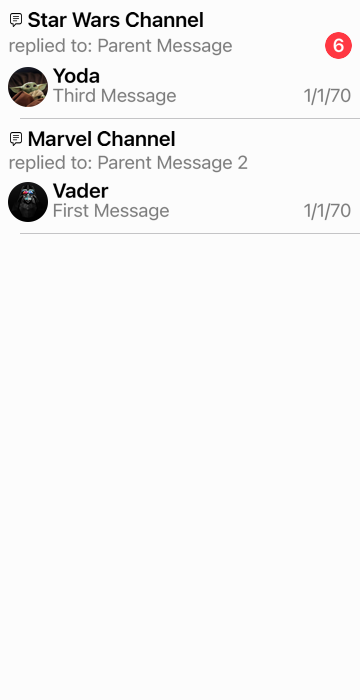 Star Wars Channel
replied to: Parent Message
6
Yoda
Third Message
1/1/70
Marvel Channel
replied to: Parent Message 2
Vader
First Message
1/1/70